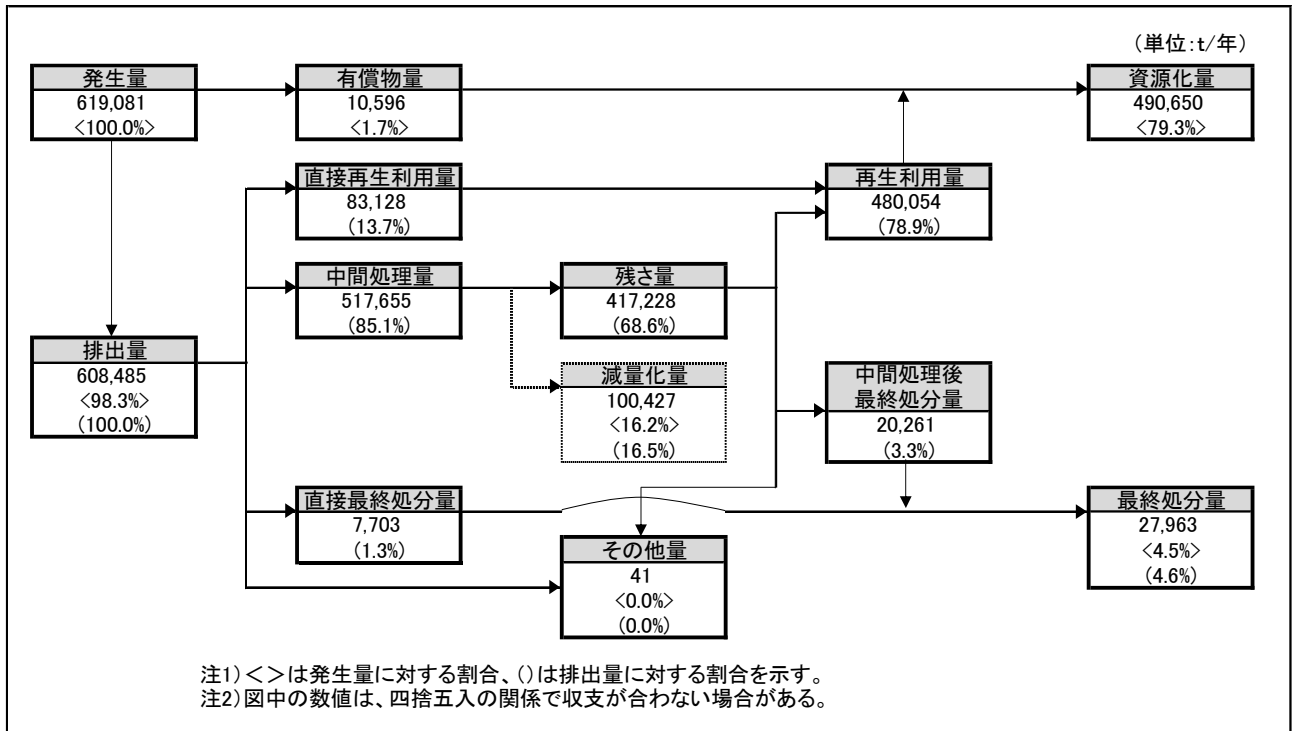 (単位:t/年)
発生量
619,081
<100.0%>
有償物量
10,596
<1.7%>
資源化量
490,650
<79.3%>
直接再生利用量
83,128
(13.7%)
再生利用量
480,054
(78.9%)
中間処理量
517,655
(85.1%)
残さ量
417,228
(68.6%)
排出量
608,485
<98.3%>
(100.0%)
減量化量
100,427
<16.2%>
(16.5%)
中間処理後
最終処分量
20,261
(3.3%)
直接最終処分量
7,703
(1.3%)
最終処分量
27,963
<4.5%>
(4.6%)
その他量
41
<0.0%>
(0.0%)
注1)<>は発生量に対する割合、()は排出量に対する割合を示す。
注2)図中の数値は、四捨五入の関係で収支が合わない場合がある。